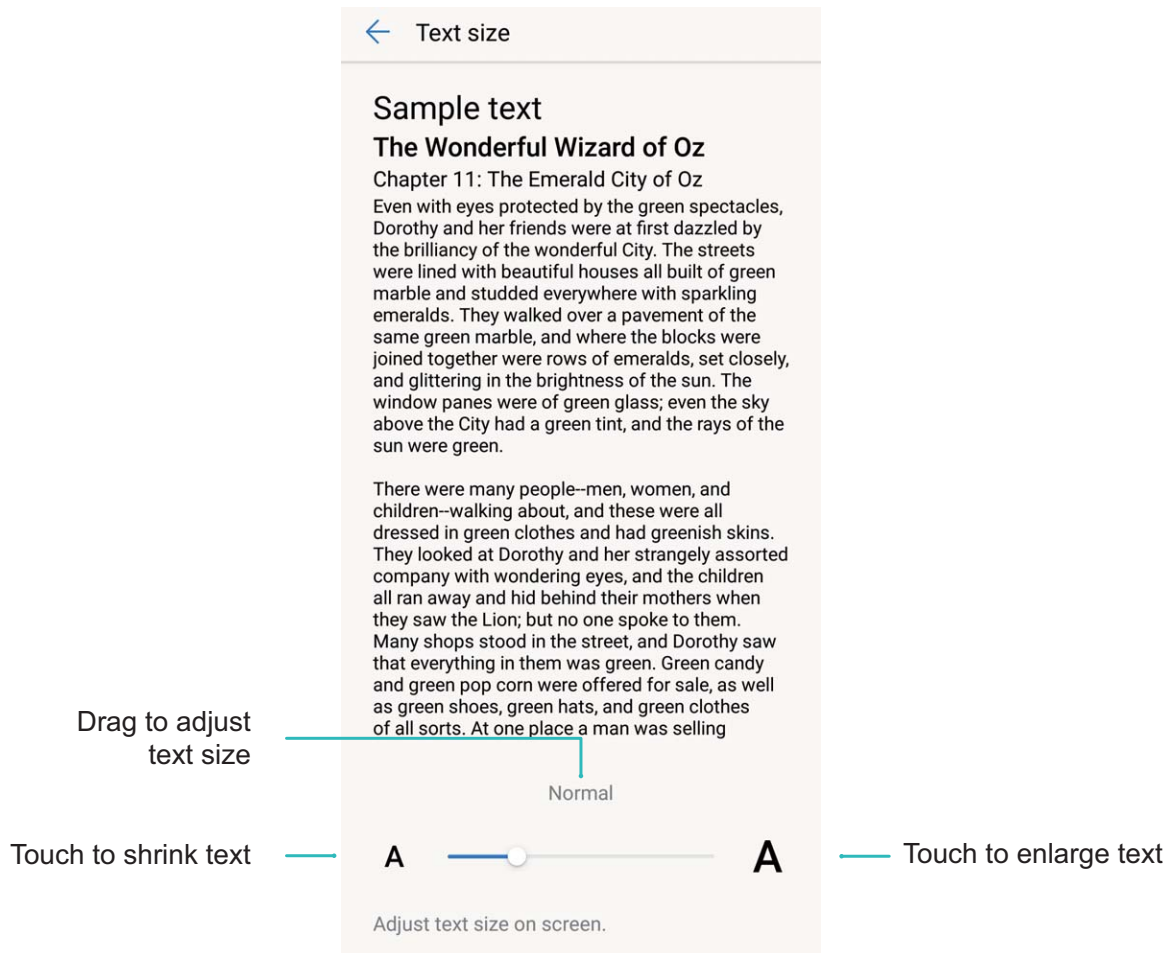 Text size
Sample text
The Wonderful Wizard of Oz
Chapter 11: The Emerald City of Oz
Even with eyes protected by the green spectacles,
Dorothy and her friends were at first dazzled by
the brilliancy of the wonderful City. The streets
were lined with beautiful houses all built of green
marble and studded everywhere with sparkling
emeralds. They walked over a pavement of the
same green marble, and where the blocks were
joined together were rows of emeralds, set closely,
and glittering in the brightness of the sun. The
window panes were of green glass; even the sky
above the City had a green tint, and the rays of the
sun were green.
There were many people--men, women, and
children--walking about, and these were all
dressed in green clothes and had greenish skins.
They looked at Dorothy and her strangely assorted
company with wondering eyes, and the children
all ran away and hid behind their mothers when
they saw the Lion; but no one spoke to them.
Many shops stood in the street, and Dorothy saw
that everything in them was green. Green candy
and green pop corn were offered for sale, as well
as green shoes, green hats, and green clothes
of all sorts. At one place a man was selling
Drag to adjust
text size
Normal
Touch to shrink text
A
A
Touch to enlarge text
Adjust text size on screen.